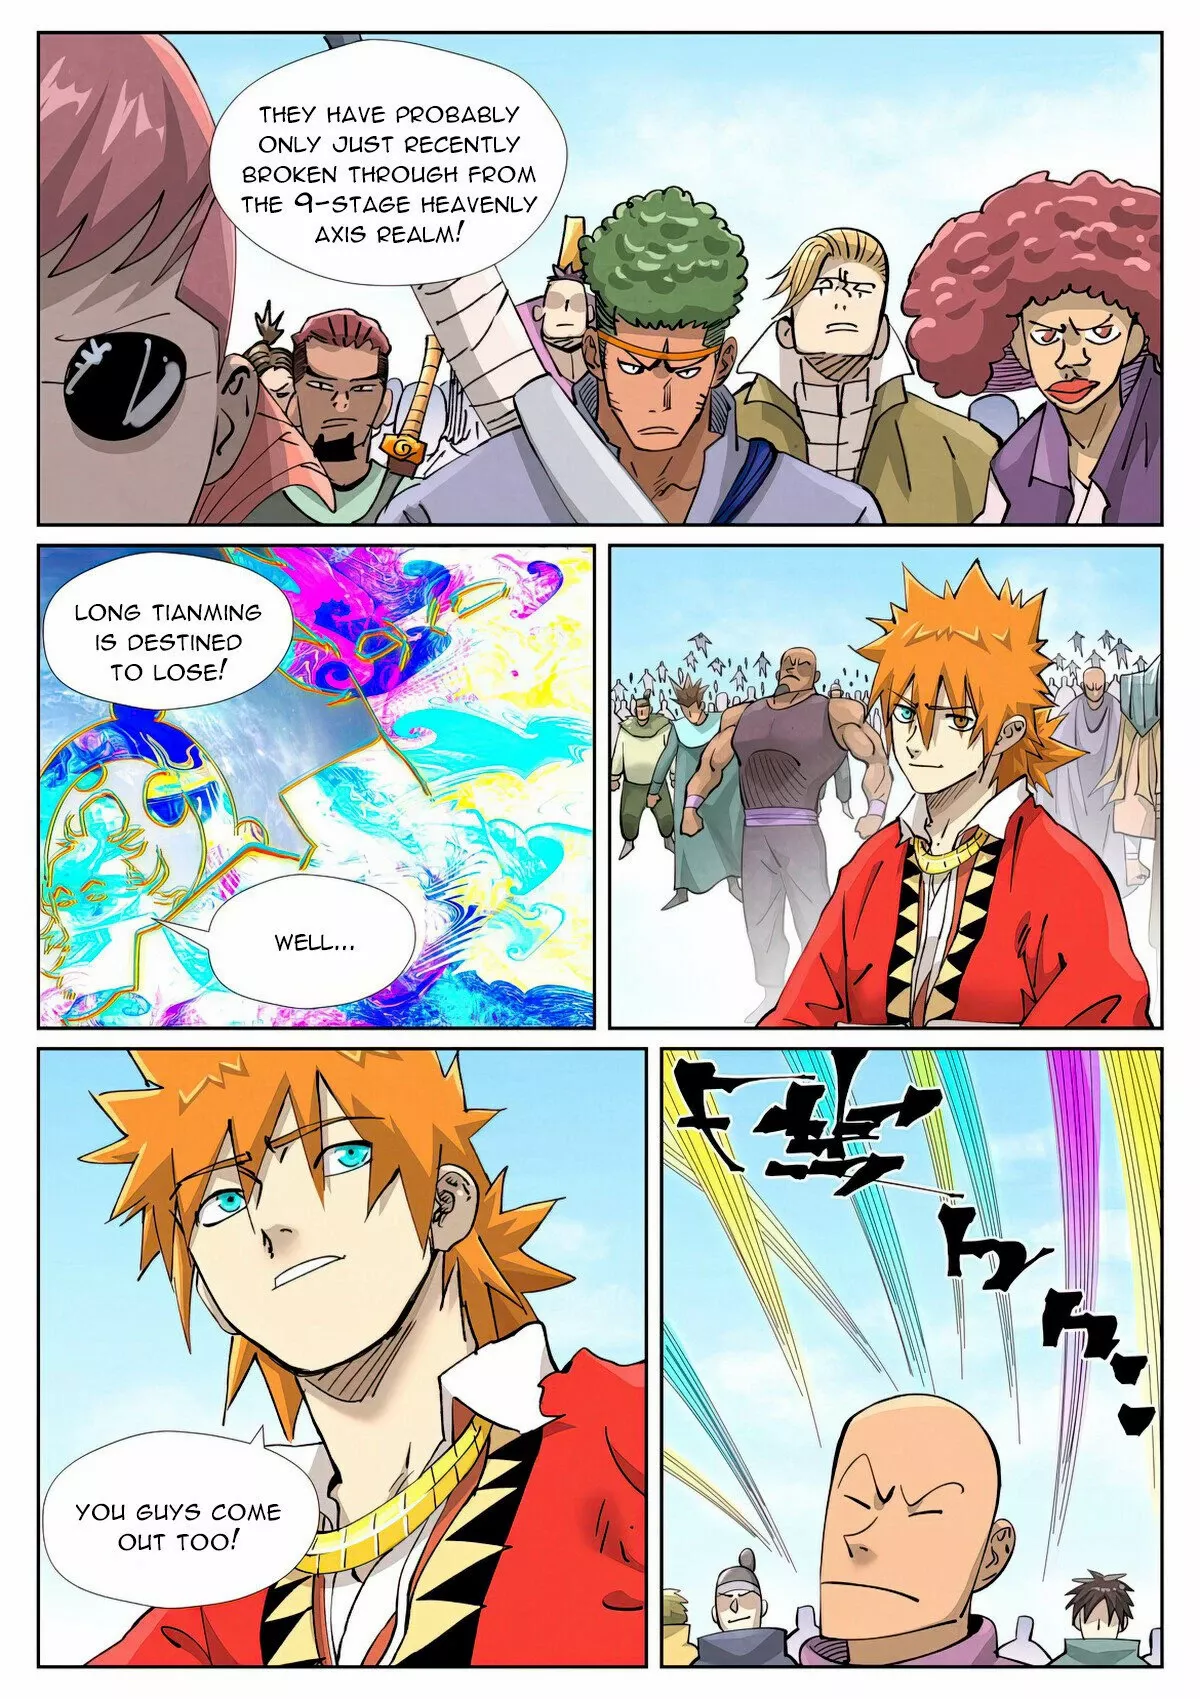 THEY HAVE PROBABLY
ONLY JUST RECENTLY
BROKEN THROUGH FROM
THE 9-STAGE HEAVENLY
AXIS REALM!
LONG TIANMING
IS DESTINED
TO LOSE!
WELL...
YOU GUYS COME
OUT TOO!